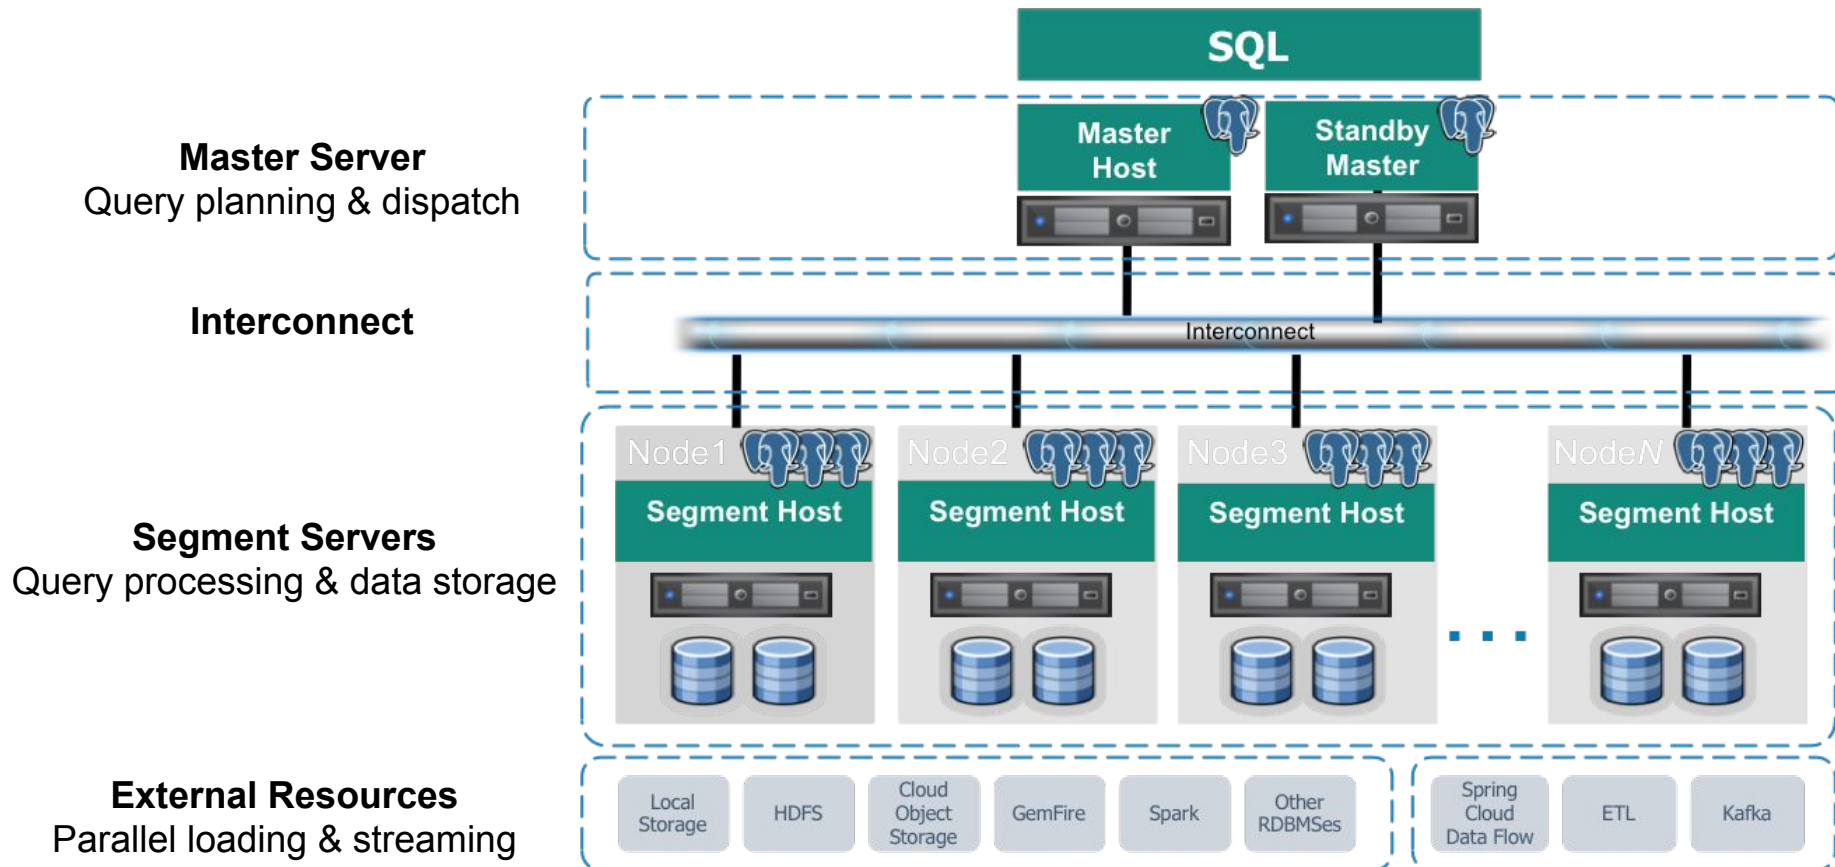 SQL
Master Server
Query planning & dispatch
Master
Host
Standby
Master
Interconnect
Interconnect
Segment Servers
Query processing & data storage
Node1
Segment Host
Node2
Segment Host
Node3
Segment Host
NodeN
Segment Host
External Resources
Parallel loading & streaming
Local
Storage
HDFS
Cloud
Object
Storage
GemFire
Spark
Other
RDBMSes
Spring
Cloud
Data Flow
ETL
Kafka